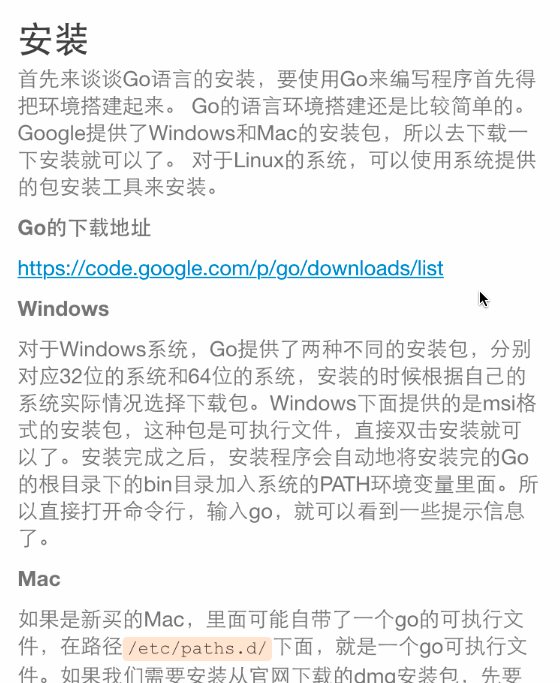 安装
首先来谈谈Go语言的安装，要使用Go来编写程序首先得
把环境搭建起来。 Go的语言环境搭建还是比较简单的。
Google提供了Windows和Mac的安装包，所以去下载一
下安装就可以了。 对于Linux的系统，可以使用系统提供
的包安装工具来安装。
Go的下载地址
https://code.google.com/p/go/downloads/list
Windows
对于Windows系统，Go提供了两种不同的安装包，分别
对应32位的系统和64位的系统，安装的时候根据自己的
系统实际情况选择下载包。Windows下面提供的是msi格
式的安装包，这种包是可执行文件，直接双击安装就可
以了。安装完成之后，安装程序会自动地将安装完的Go
的根目录下的bin目录加入系统的PATH环境变量里面。所
以直接打开命令行，输入go，就可以看到一些提示信息
了。
Mac
如果是新买的Mac，里面可能自带了一个go的可执行文
件，在路径/etc/paths.d/下面，就是一个go可执行文
件。如果我们需要安装从官网下载的dmg安装包，先要